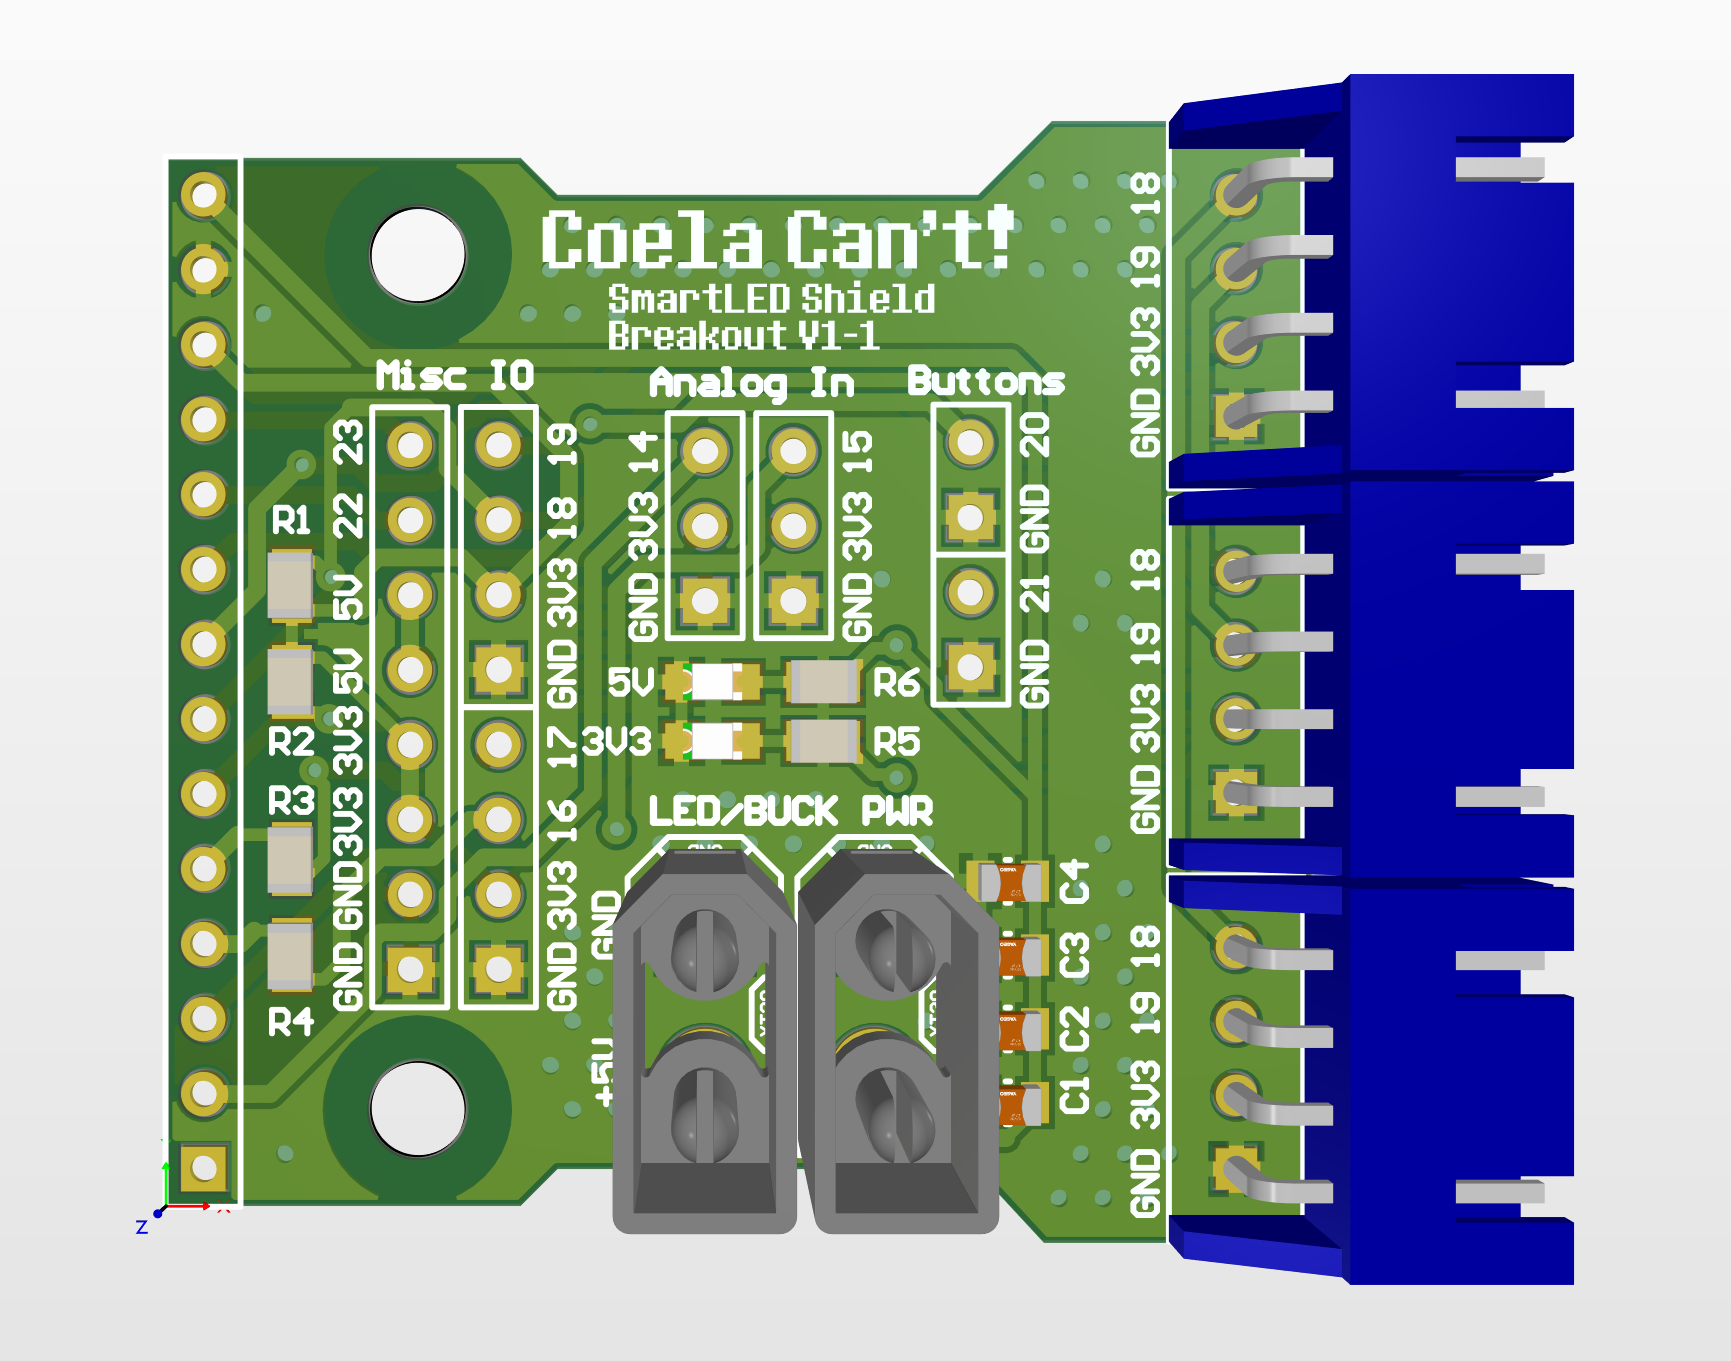 Coela Can't!
SmartLED Shield
Breakout V1-1
Misc IO
Analog In
Buttons
23
22
5V
5V
3V3
3V3
GND
GND
19
18
3V3
GND
17
16
3V3
GND
14
3V3
GND
15
3V3
GND
20
GND
21
GND
R1
R2
R3
R4
5V
R6
3V3
R5
LED/BUCK PWR
GND
+5V
C4
C3
C2
C1
18
19
3V3
GND
18
19
3V3
GND
18
19
3V3
GND
Z